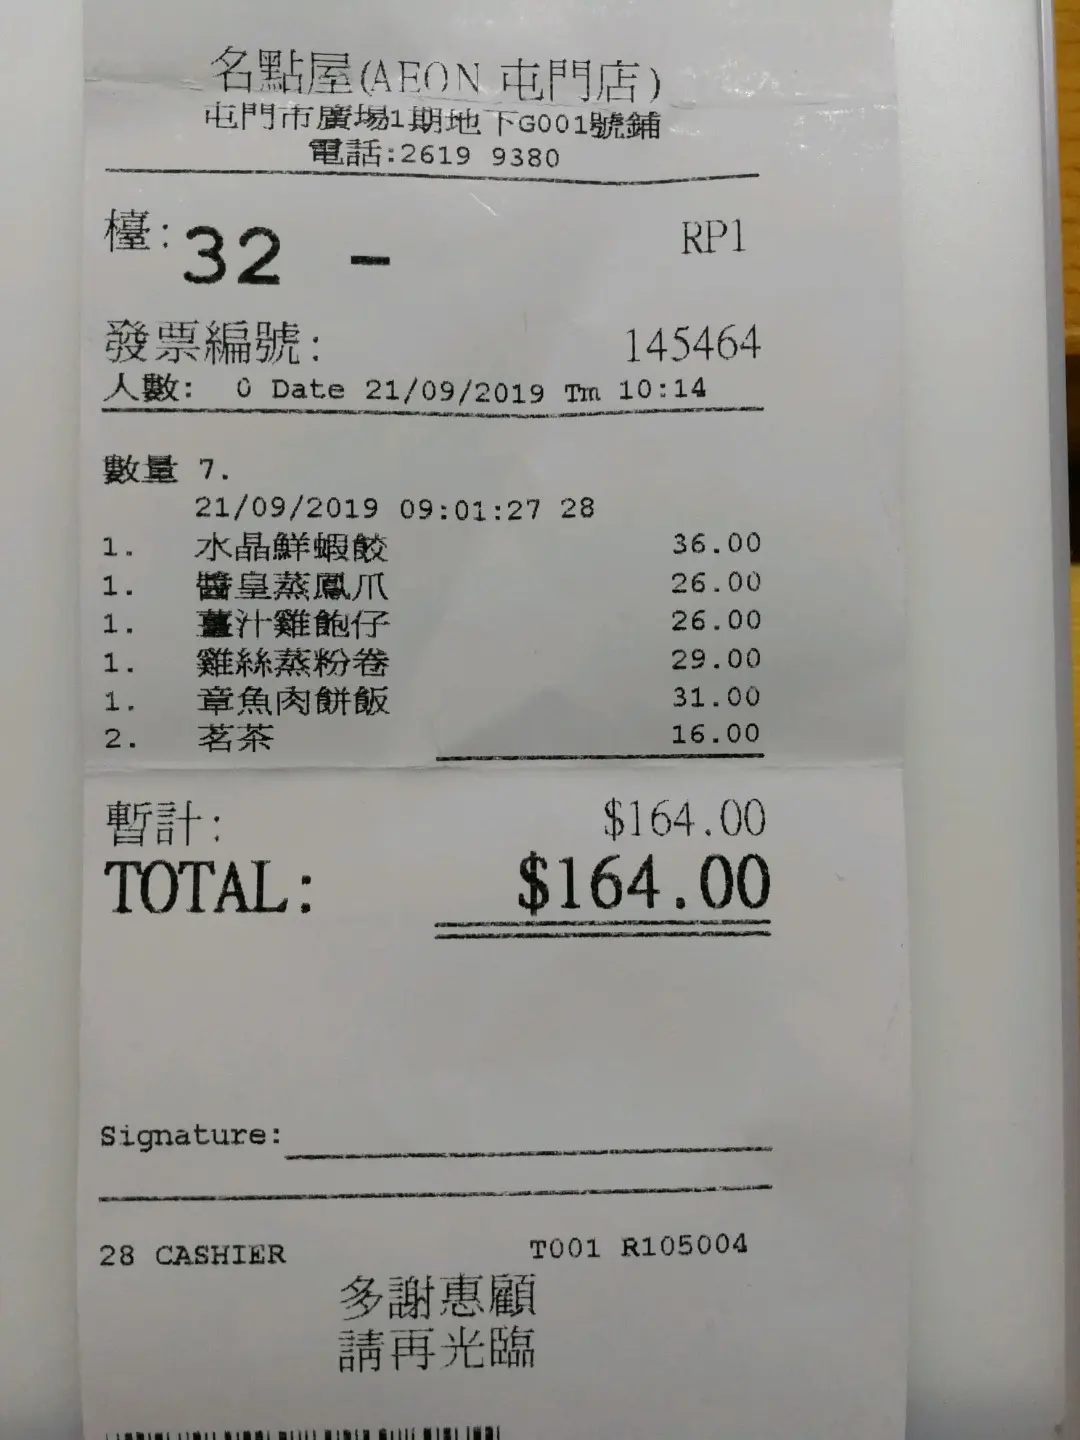 名點屋(AEON 屯門店)
屯門市廣場1期地下G001號鋪
電話:2619 9380
檯: 32 - RP1
發票編號: 145464
人數: 0 Date 21/09/2019 Tm 10:14
數量 7.
21/09/2019 09:01:27 28
1. 水晶鮮蝦餃 36.00
1. 醬皇蒸鳳爪 26.00
1. 薑汁雞飽仔 26.00
1. 雞絲蒸粉卷 29.00
1. 章魚肉餅飯 31.00
2. 茗茶 16.00
暫計: $164.00
TOTAL: $164.00
Signature:
28 CASHIER T001 R105004
多謝惠顧
請再光臨